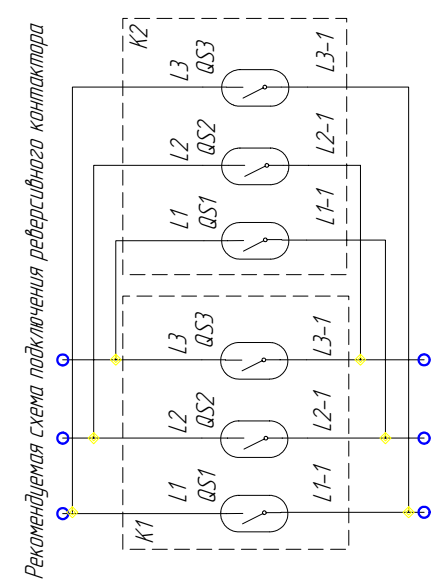 Рекомендуемая схема подключения реверсивного контактора
K1
L1
QS1
L1-1
L2
QS2
L2-1
L3
QS3
L3-1
K2
L1
QS1
L1-1
L2
QS2
L2-1
L3
QS3
L3-1